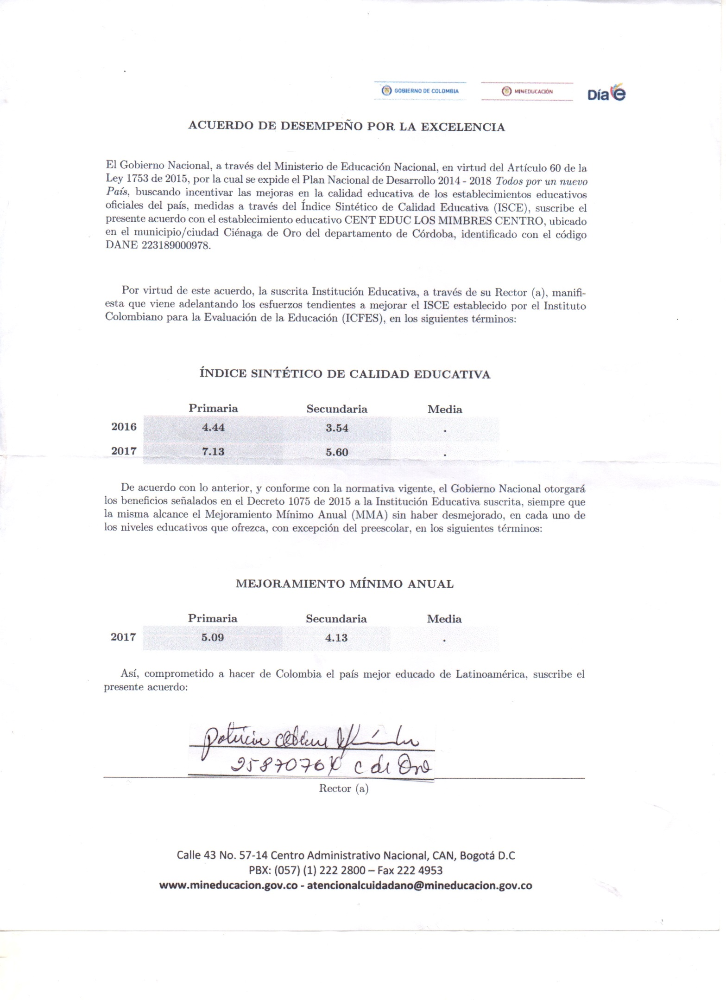 GOBIERNO DE COLOMBIA
MINEDUCACIÓN
Día e
ACUERDO DE DESEMPEÑO POR LA EXCELENCIA
El Gobierno Nacional, a través del Ministerio de Educación Nacional, en virtud del Artículo 60 de la
Ley 1753 de 2015, por la cual se expide el Plan Nacional de Desarrollo 2014 - 2018 Todos por un nuevo
País, buscando incentivar las mejoras en la calidad educativa de los establecimientos educativos
oficiales del país, medidas a través del Índice Sintético de Calidad Educativa (ISCE), suscribe el
presente acuerdo con el establecimiento educativo CENT EDUC LOS MIMBRES CENTRO, ubicado
en el municipio/ciudad Ciénaga de Oro del departamento de Córdoba, identificado con el código
DANE 223189000978.
Por virtud de este acuerdo, la suscrita Institución Educativa, a través de su Rector (a), manifi-
esta que viene adelantando los esfuerzos tendientes a mejorar el ISCE establecido por el Instituto
Colombiano para la Evaluación de la Educación (ICFES), en los siguientes términos:
ÍNDICE SINTÉTICO DE CALIDAD EDUCATIVA
Primaria Secundaria Media
2016 4.44 3.54 .
2017 7.13 5.60 .
De acuerdo con lo anterior, y conforme con la normativa vigente, el Gobierno Nacional otorgará
los beneficios señalados en el Decreto 1075 de 2015 a la Institución Educativa suscrita, siempre que
la misma alcance el Mejoramiento Mínimo Anual (MMA) sin haber desmejorado, en cada uno de
los niveles educativos que ofrezca, con excepción del preescolar, en los siguientes términos:
MEJORAMIENTO MÍNIMO ANUAL
Primaria Secundaria Media
2017 5.09 4.13 .
Así, comprometido a hacer de Colombia el país mejor educado de Latinoamérica, suscribe el
presente acuerdo:
C de Oro
Rector (a)
Calle 43 No. 57-14 Centro Administrativo Nacional, CAN, Bogotá D.C
PBX: (057) (1) 222 2800 – Fax 222 4953
www.mineducacion.gov.co - atencionalcuidadano@mineducacion.gov.co